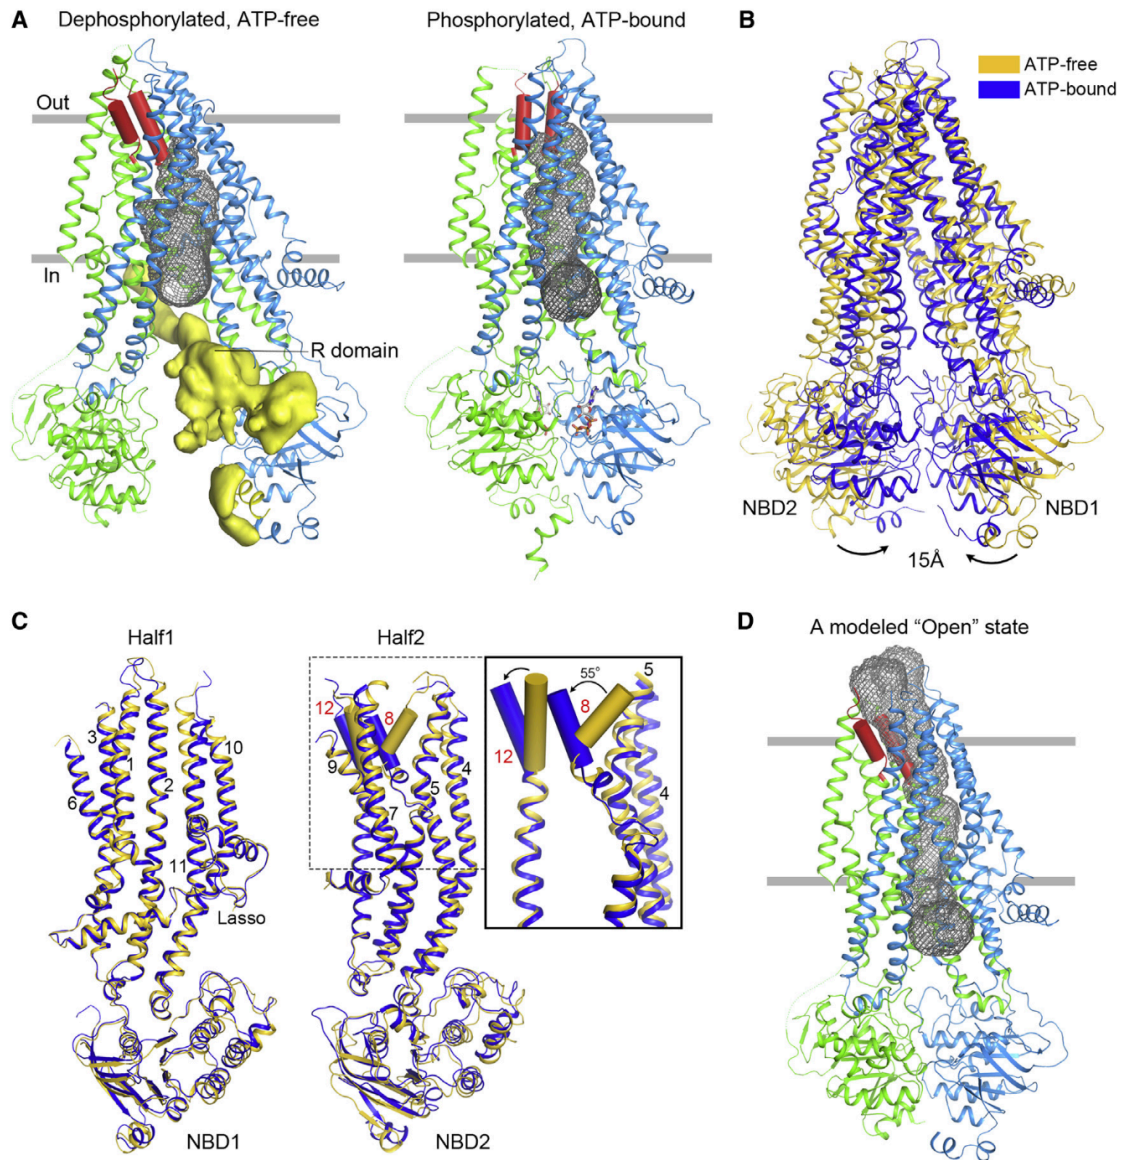 A
Dephosphorylated, ATP-free
Phosphorylated, ATP-bound
Out
In
R domain
B
ATP-free
ATP-bound
NBD2
NBD1
15Å
C
Half1
Half2
3
1
2
6
10
11
Lasso
NBD1
12
8
9
7
5
4
NBD2
55°
5
8
12
4
D
A modeled “Open” state